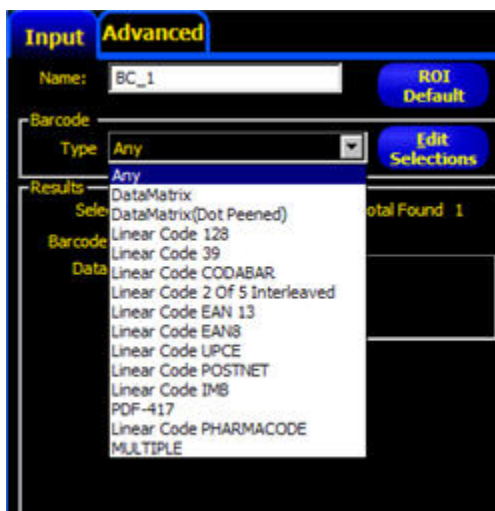 Input Advanced
Name: BC_1 ROI
Default
Barcode
Type Any Edit
Selections
Any
Results DataMatrix
Sele DataMatrix(Dot Peened) otal Found 1
Linear Code 128
Barcode Linear Code 39
Data Linear Code CODABAR
Linear Code 2 Of 5 Interleaved
Linear Code EAN 13
Linear Code EAN8
Linear Code UPCE
Linear Code POSTNET
Linear Code IMB
PDF-417
Linear Code PHARMACODE
MULTIPLE